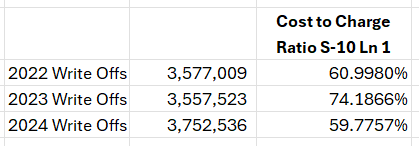 Cost to Charge
Ratio S-10 Ln 1
2022 Write Offs 3,577,009 60.9980%
2023 Write Offs 3,557,523 74.1866%
2024 Write Offs 3,752,536 59.7757%